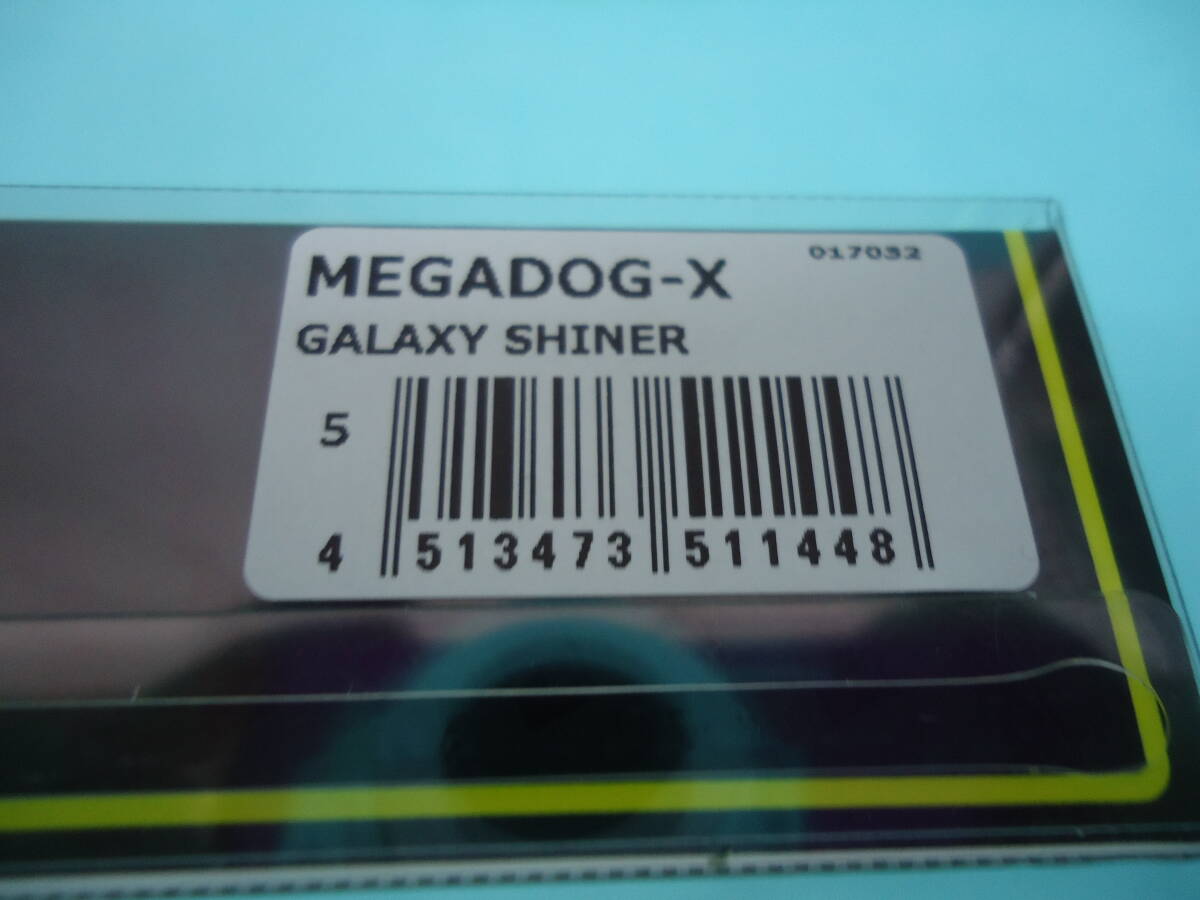 MEGADOG-X 017032
GALAXY SHINER
5
4 513473 511448